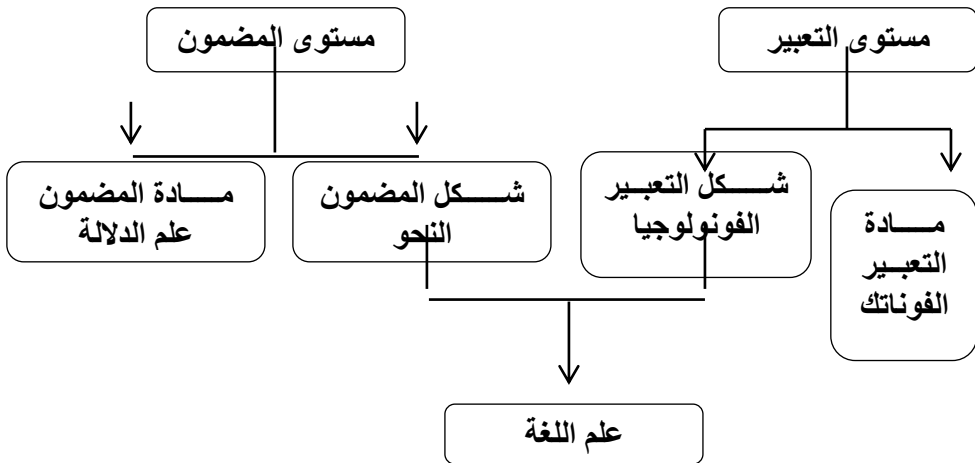 مستوى التعبير
مستوى المضمون
شكل التعبير
الفونولوجيا
شكل المضمون
النحو
مادة المضمون
علم الدلالة
مادة
التعبير
الفوناتك
علم اللغة